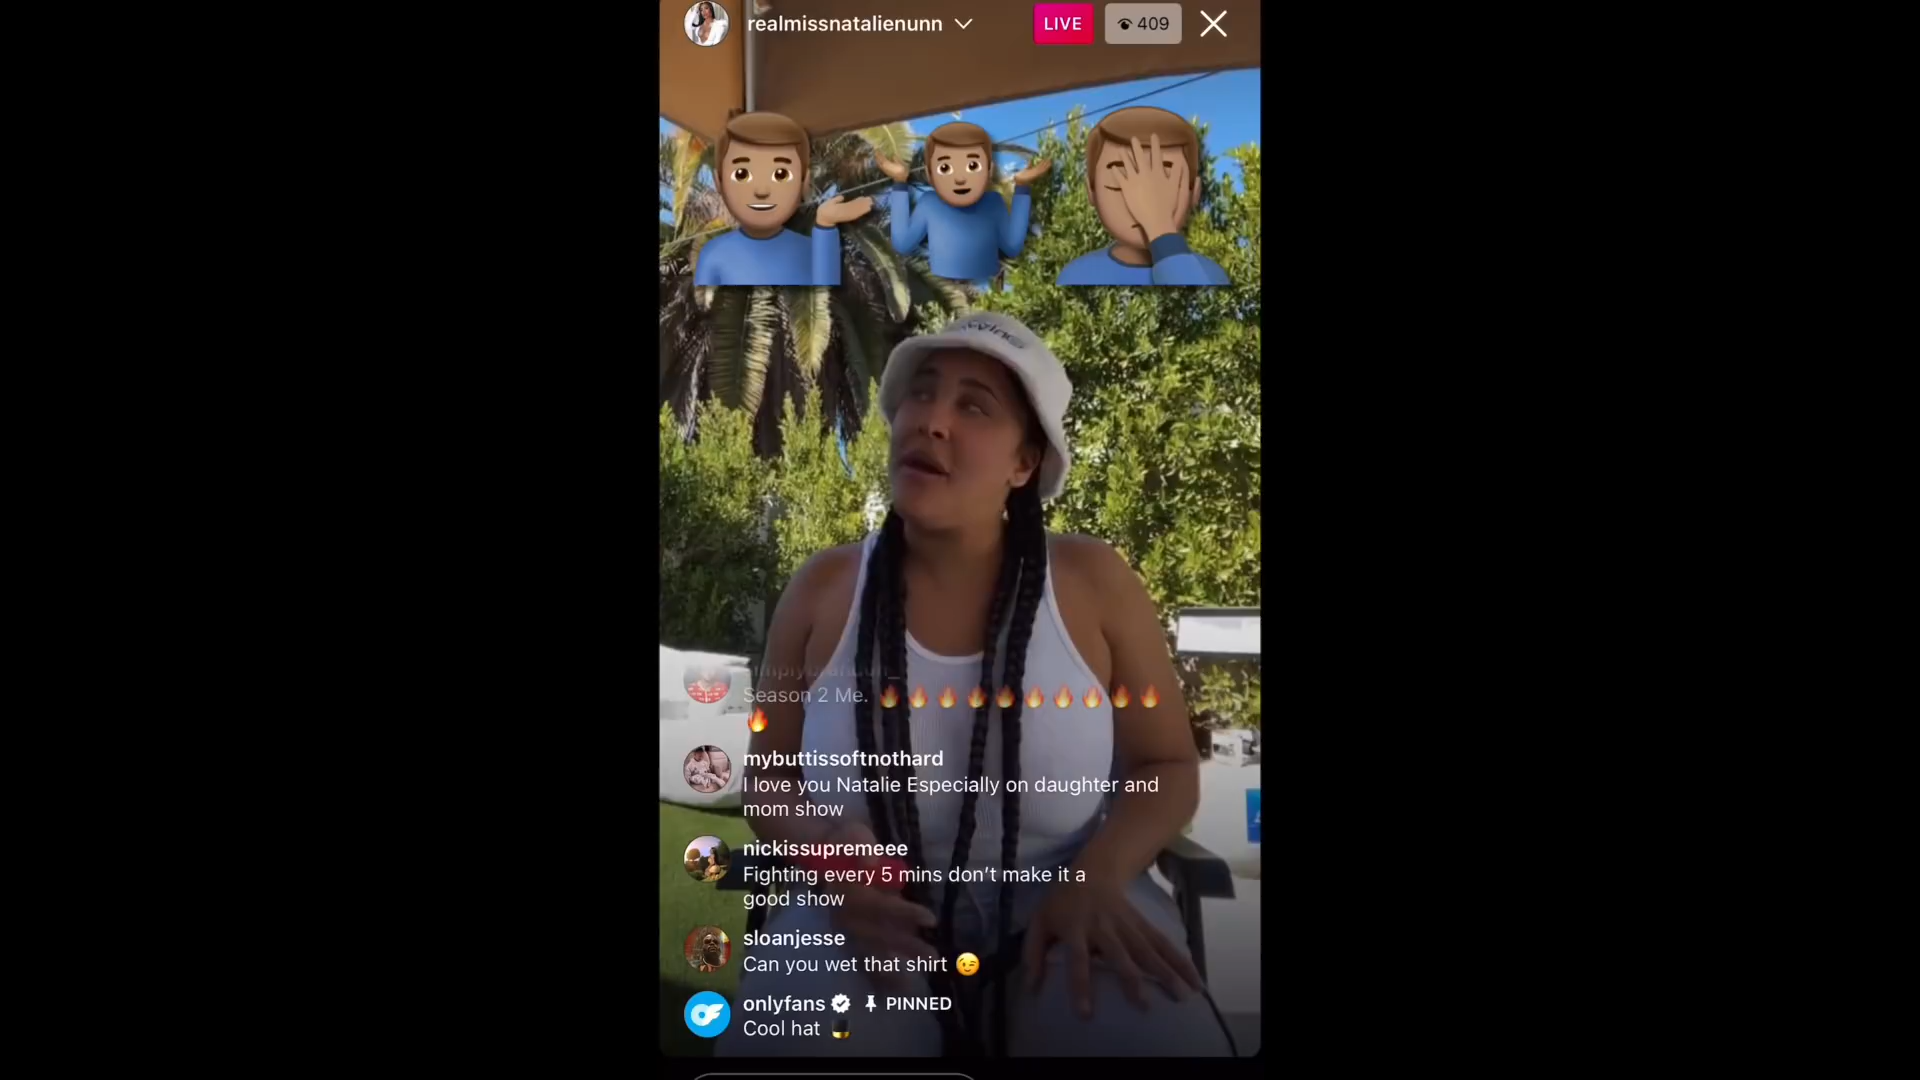 realmissnatalienunn
LIVE
409
Season 2 Me. 🔥🔥🔥🔥🔥🔥🔥🔥🔥🔥
🔥
mybuttissoftnothard
I love you Natalie Especially on daughter and
mom show
nickissupremeee
Fighting every 5 mins don’t make it a
good show
sloanjesse
Can you wet that shirt 😉
onlyfans PINNED
Cool hat 🎩